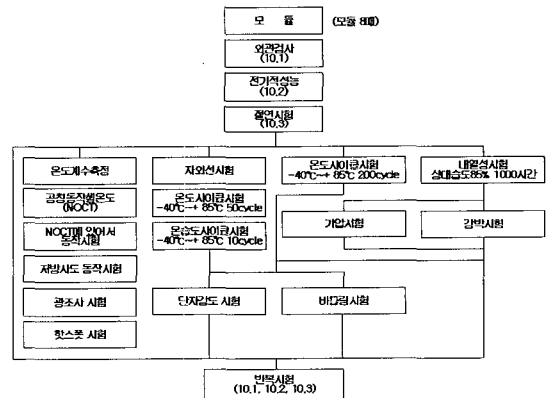 모 듈
(모듈 8매)
외관검사
(10.1)
전기적성능
(10.2)
절연시험
(10.3)
온도계수측정
공칭동작셀온도
(NOCT)
NOCT에 있어서
동작시험
저방사도 동작시험
광조사 시험
핫스폿 시험
자외선시험
온도사이클시험
-40℃~+ 85℃ 50cycle
온습도사이클시험
-40℃~+ 85℃ 10cycle
단자강도 시험
온도사이클시험
-40℃~+ 85℃ 200cycle
기압시험
비틀림시험
내열성시험
상대습도85% 1000시간
강박시험
반복시험
(10.1, 10.2, 10.3)